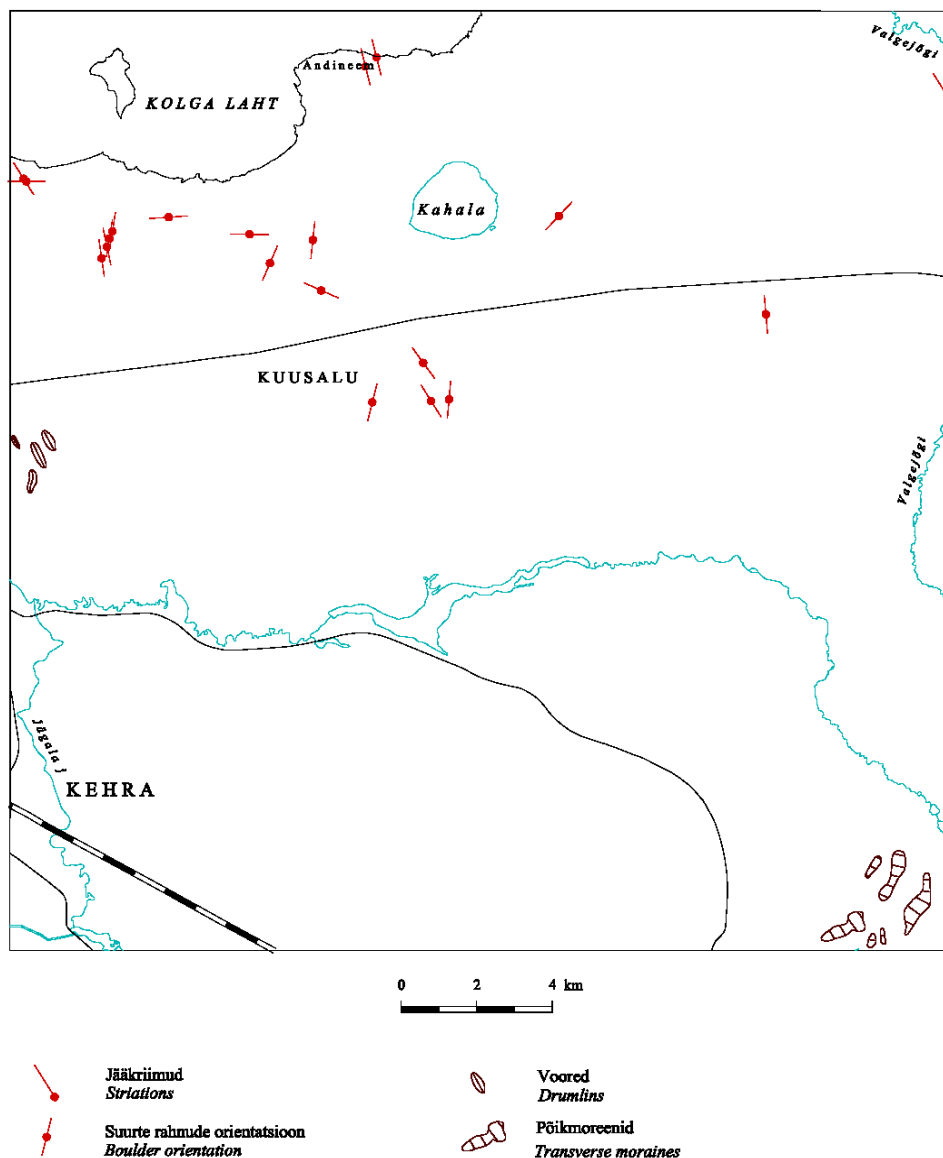 Valgejõgi
Andineem
KOLGA LAHT
Kahala
KUUSALU
Valgejõgi
Jägala j
KEHRA
0 2 4 km
Jääkriimud
Striations
Suurte rahnude orientatsioon
Boulder orientation
Voored
Drumlins
Põikmoreenid
Transverse moraines